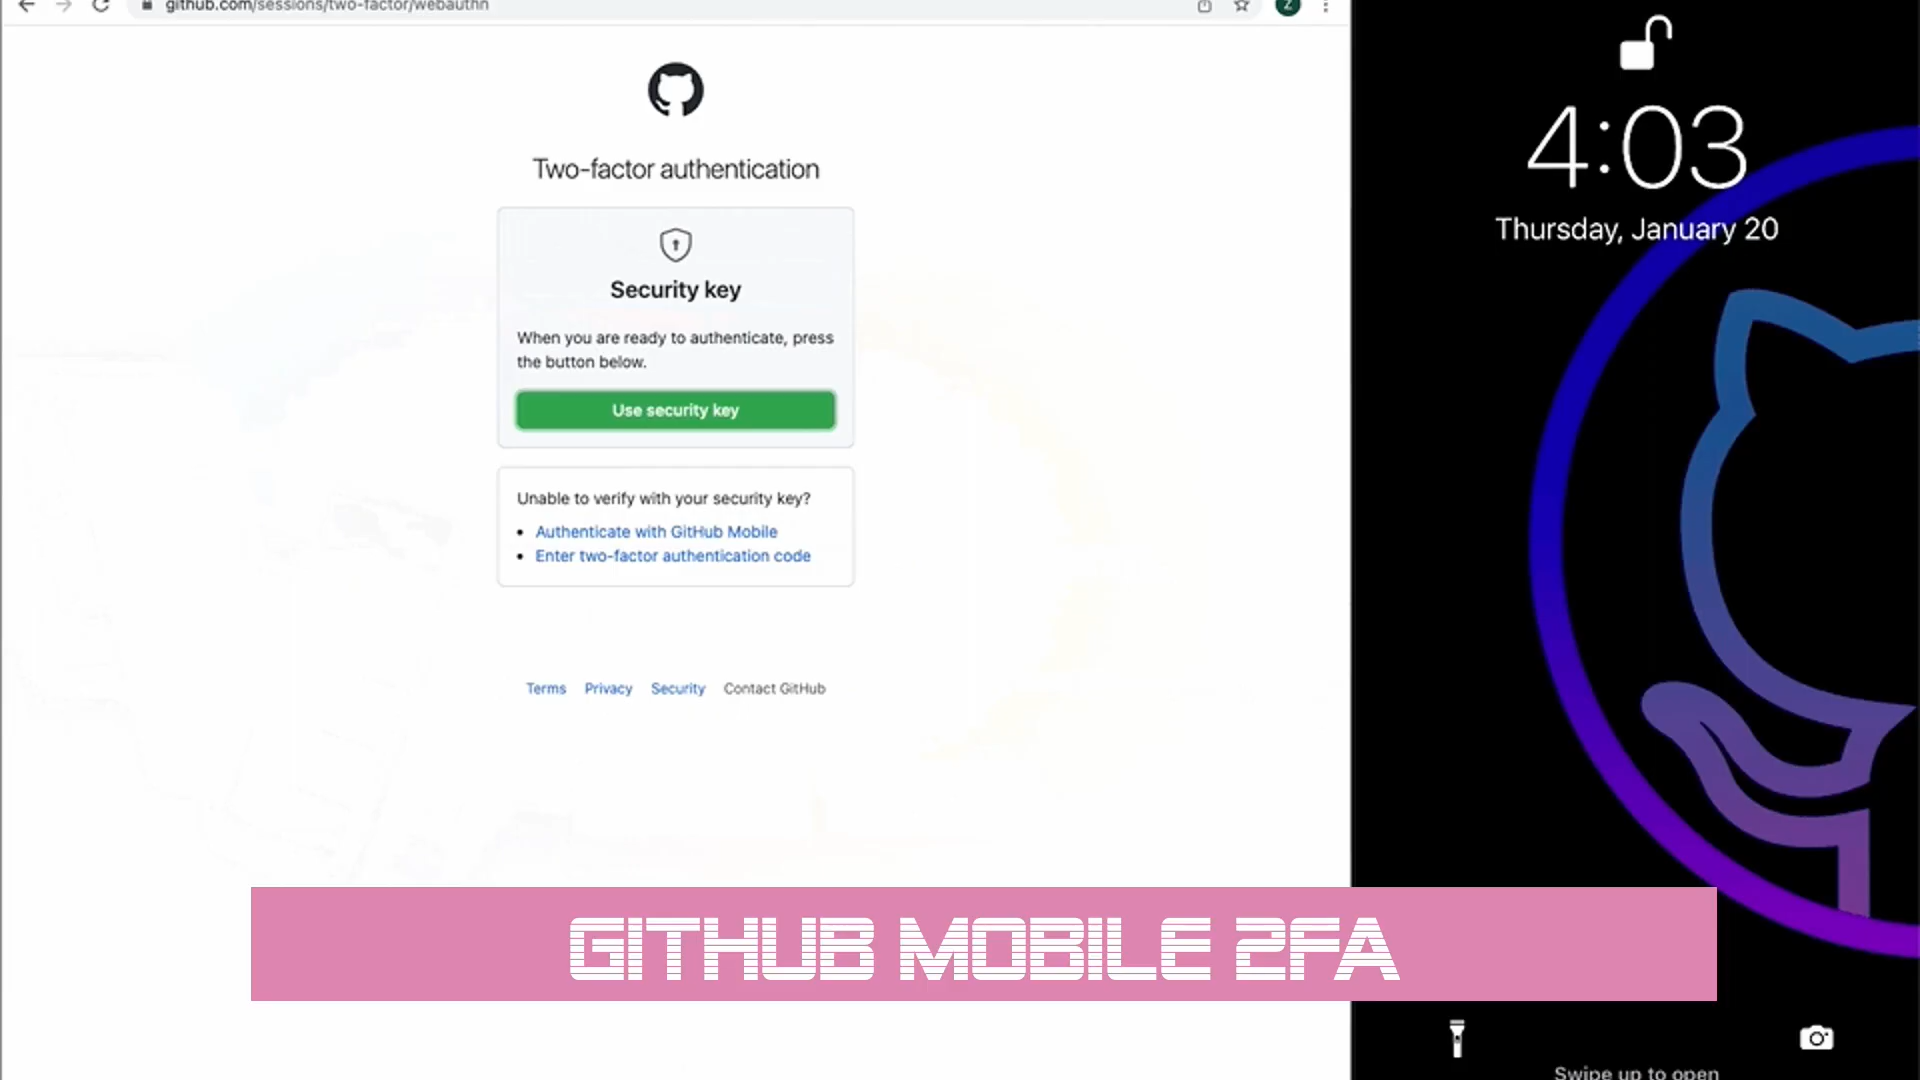 github.com/sessions/two-factor/webauthn
Z
Two-factor authentication
Security key
When you are ready to authenticate, press
the button below.
Use security key
Unable to verify with your security key?
• Authenticate with GitHub Mobile
• Enter two-factor authentication code
Terms Privacy Security Contact GitHub
4:03
Thursday, January 20
Swipe up to open
GITHUB MOBILE 2FA